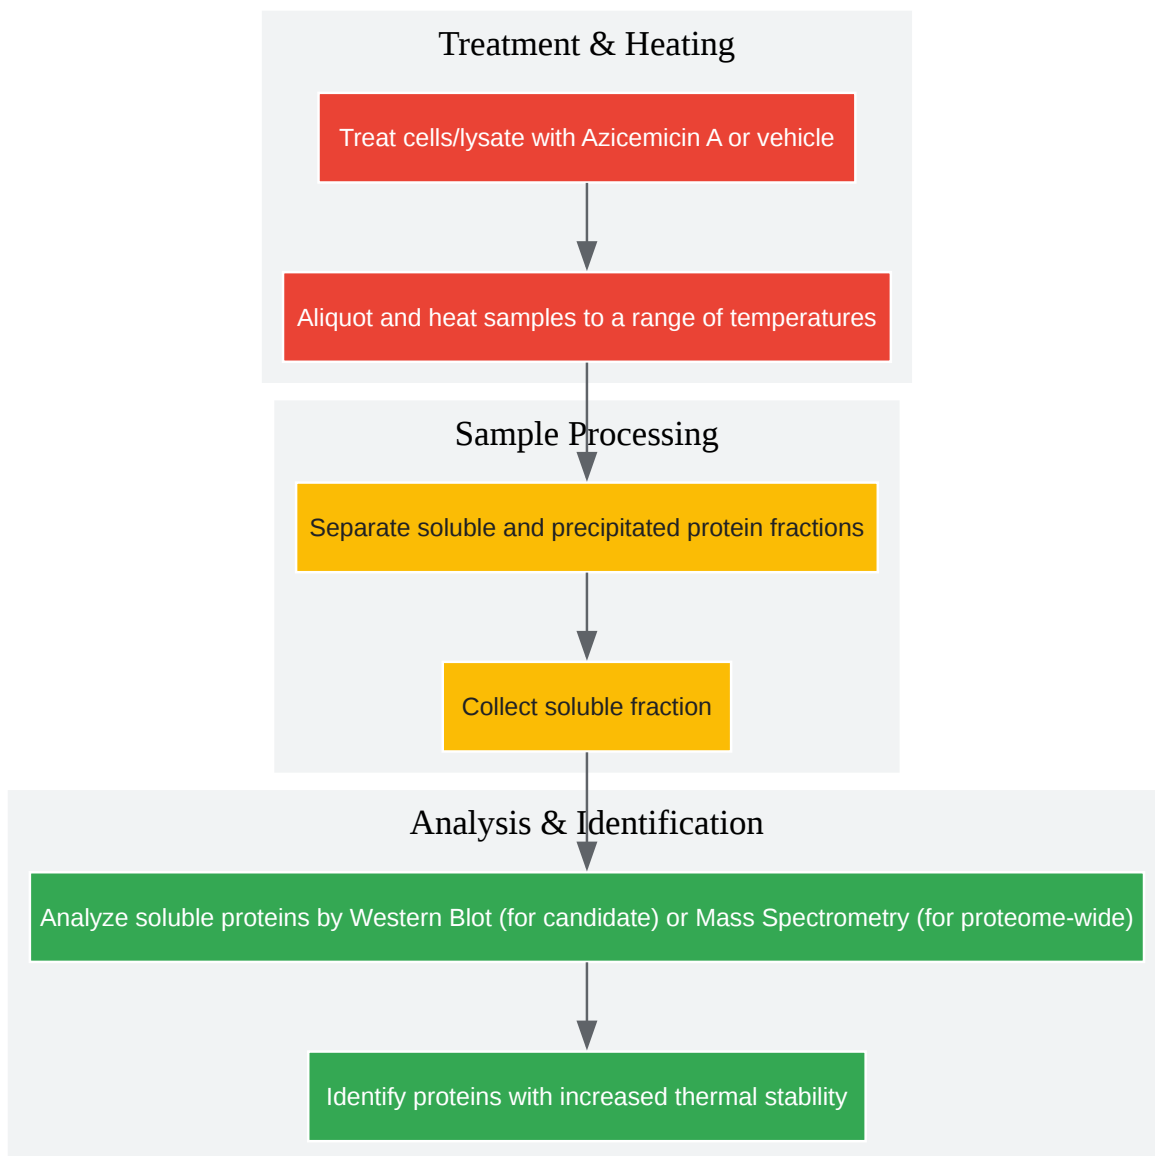 Treatment & Heating
Treat cells/lysate with Azicemicin A or vehicle
Aliquot and heat samples to a range of temperatures
Sample Processing
Separate soluble and precipitated protein fractions
Collect soluble fraction
Analysis & Identification
Analyze soluble proteins by Western Blot (for candidate) or Mass Spectrometry (for proteome-wide)
Identify proteins with increased thermal stability